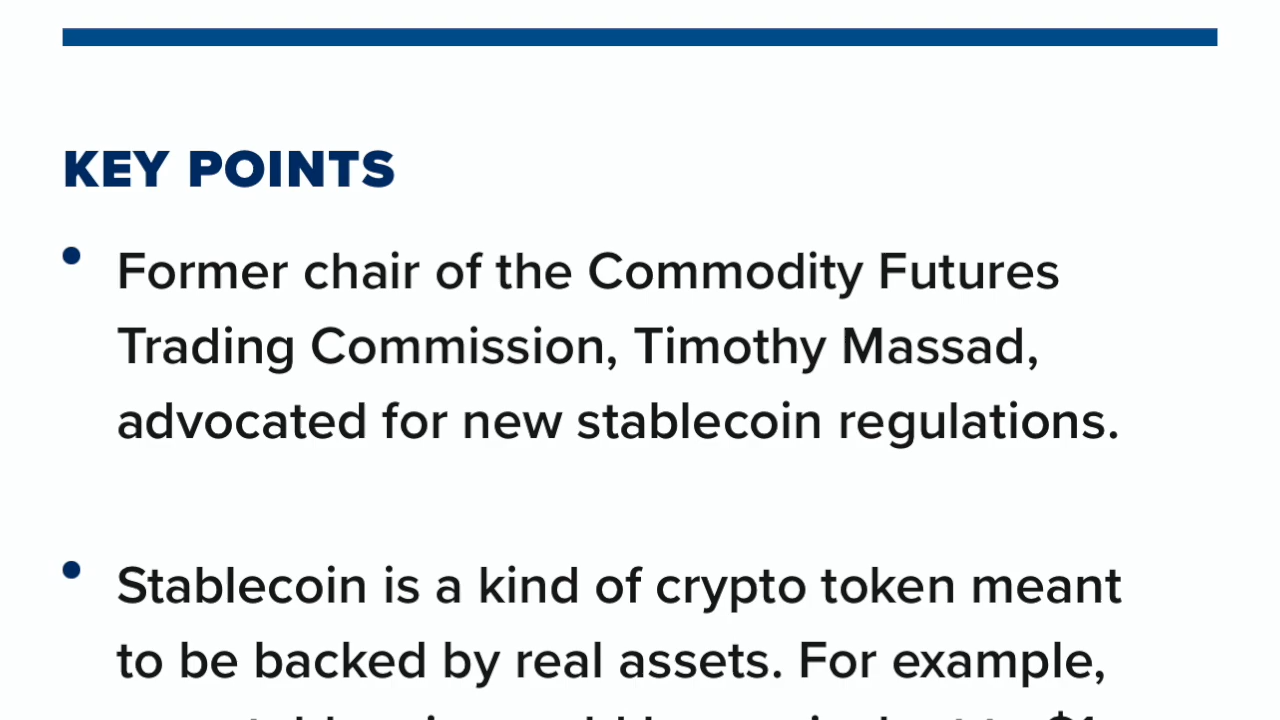 KEY POINTS
• Former chair of the Commodity Futures
Trading Commission, Timothy Massad,
advocated for new stablecoin regulations.
• Stablecoin is a kind of crypto token meant
to be backed by real assets. For example,
$1